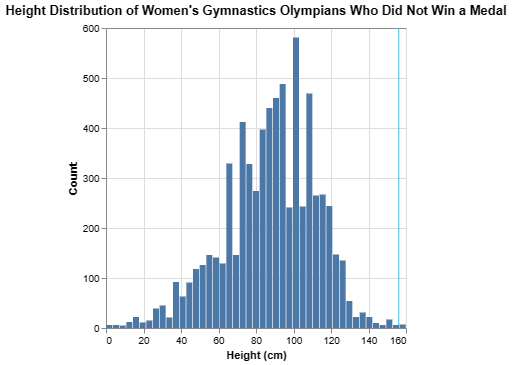 Height Distribution of Women's Gymnastics Olympians Who Did Not Win a Medal
600
500
400
300
200
100
0
Count
0 20 40 60 80 100 120 140 160
Height (cm)